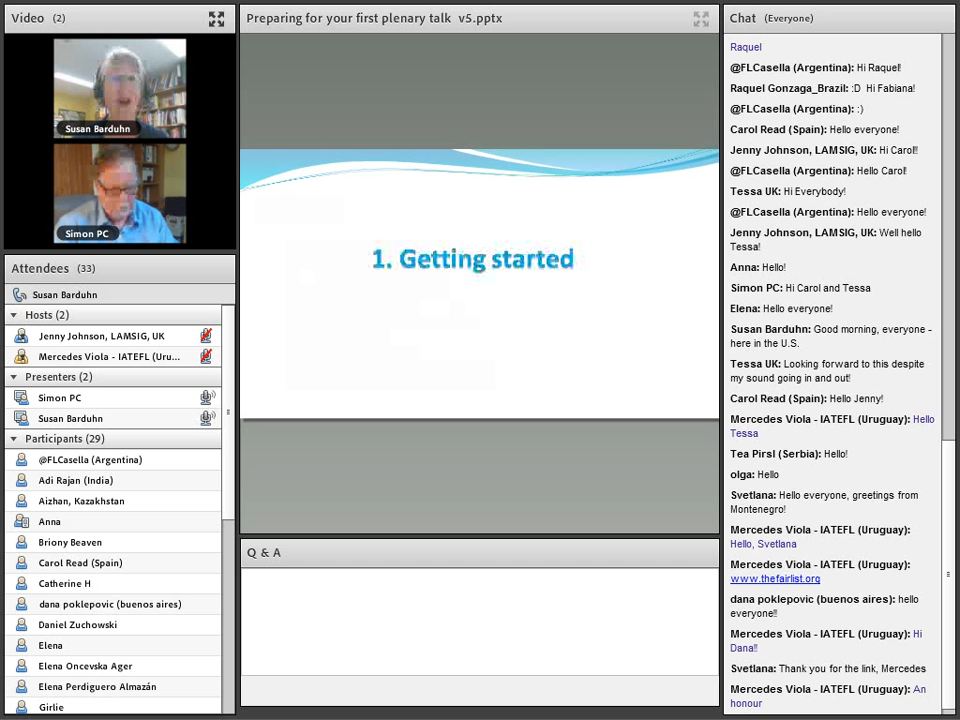 Video (2)
Susan Barduhn
Simon PC
Attendees (33)
Susan Barduhn
Hosts (2)
Jenny Johnson, LAMSIG, UK
Mercedes Viola - IATEFL (Uru...
Presenters (2)
Simon PC
Susan Barduhn
Participants (29)
@FLCasella (Argentina)
Adi Rajan (India)
Aizhan, Kazakhstan
Anna
Briony Beaven
Carol Read (Spain)
Catherine H
dana poklepovic (buenos aires)
Daniel Zuchowski
Elena
Elena Oncevska Ager
Elena Perdiguero Almazán
Girlie
Preparing for your first plenary talk v5.pptx
1. Getting started
Q & A
Chat (Everyone)
Raquel
@FLCasella (Argentina): Hi Raquel!
Raquel Gonzaga_Brazil: :D Hi Fabiana!
@FLCasella (Argentina): :)
Carol Read (Spain): Hello everyone!
Jenny Johnson, LAMSIG, UK: Hi Carol!
@FLCasella (Argentina): Hello Carol!
Tessa UK: Hi Everybody!
@FLCasella (Argentina): Hello everyone!
Jenny Johnson, LAMSIG, UK: Well hello
Tessa!
Anna: Hello!
Simon PC: Hi Carol and Tessa
Elena: Hello everyone!
Susan Barduhn: Good morning, everyone -
here in the U.S.
Tessa UK: Looking forward to this despite
my sound going in and out!
Carol Read (Spain): Hello Jenny!
Mercedes Viola - IATEFL (Uruguay): Hello
Tessa
Tea Pirsl (Serbia): Hello!
olga: Hello
Svetlana: Hello everyone, greetings from
Montenegro!
Mercedes Viola - IATEFL (Uruguay):
Hello, Svetlana
Mercedes Viola - IATEFL (Uruguay):
www.thefairlist.org
dana poklepovic (buenos aires): hello
everyone!!
Mercedes Viola - IATEFL (Uruguay): Hi
Dana!!
Svetlana: Thank you for the link, Mercedes
Mercedes Viola - IATEFL (Uruguay): An
honour